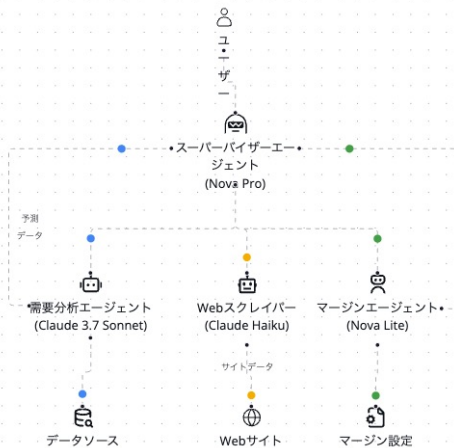 ユーザー
スーパーバイザーエー
ジェント
(Nova Pro)
予測
データ
需要分析エージェント
(Claude 3.7 Sonnet)
Webスクレイパー
(Claude Haiku)
マージンエージェント
(Nova Lite)
サイトデータ
データソース
Webサイト
マージン設定